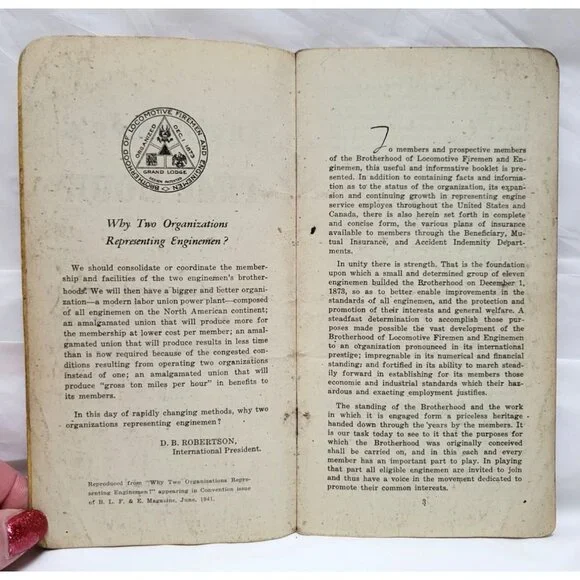 BROTHERHOOD OF LOCOMOTIVE FIREMEN AND ENGINEMEN
ORGANIZED DEC. 1, 1873
GRAND LODGE
Why Two Organizations
Representing Enginemen?
We should consolidate or coordinate the member-
ship and facilities of the two enginemen's brother-
hoods. We will then have a bigger and better organi-
zation—a modern labor union power plant—composed
of all enginemen on the North American continent;
an amalgamated union that will produce more for
the membership at lower cost per member; an amal-
gamated union that will produce results in less time
than is now required because of the congested con-
ditions resulting from operating two organizations
instead of one; an amalgamated union that will
produce "gross ton miles per hour" in benefits to
its members.
In this day of rapidly changing methods, why two
organizations representing enginemen?
D. B. ROBERTSON,
International President.
Reproduced from "Why Two Organizations Repre-
senting Enginemen?" appearing in Convention issue
of B. L. F. & E. Magazine, June, 1941.
To members and prospective members
of the Brotherhood of Locomotive Firemen and En-
ginemen, this useful and informative booklet is pre-
sented. In addition to containing facts and informa-
tion as to the status of the organization, its expan-
sion and continuing growth in representing engine
service employes throughout the United States and
Canada, there is also herein set forth in complete
and concise form, the various plans of insurance
available to members through the Beneficiary, Mu-
tual Insurance, and Accident Indemnity Depart-
ments.
In unity there is strength. That is the foundation
upon which a small and determined group of eleven
enginemen builded the Brotherhood on December 1,
1873, so as to better enable improvements in the
standards of all enginemen, and the protection and
promotion of their interests and general welfare. A
steadfast determination to accomplish those pur-
poses made possible the vast development of the
Brotherhood of Locomotive Firemen and Enginemen
to an organization pronounced in its international
prestige; impregnable in its numerical and financial
standing; and fortified in its ability to march stead-
ily forward in establishing for its members those
economic and industrial standards which their haz-
ardous and exacting employment justifies.
The standing of the Brotherhood and the work
in which it is engaged form a priceless heritage
handed down through the years by the members. It
is our task today to see to it that the purposes for
which the Brotherhood was originally conceived
shall be carried on, and in this each and every
member has an important part to play. In playing
that part all eligible enginemen are invited to join
and thus have a voice in the movement dedicated to
promote their common interests.
3